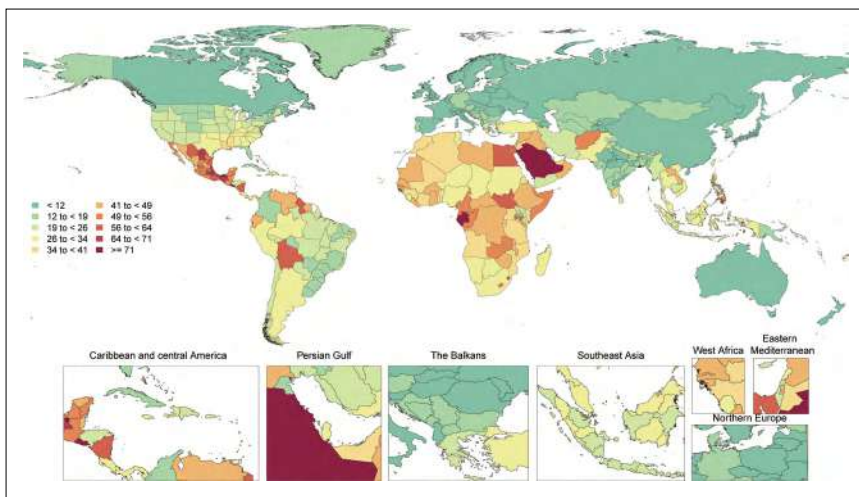 < 12
12 to < 19
19 to < 26
26 to < 34
34 to < 41
41 to < 49
49 to < 56
56 to < 64
64 to < 71
>= 71
Caribbean and central America
Persian Gulf
The Balkans
Southeast Asia
West Africa
Eastern
Mediterranean
Northern Europe